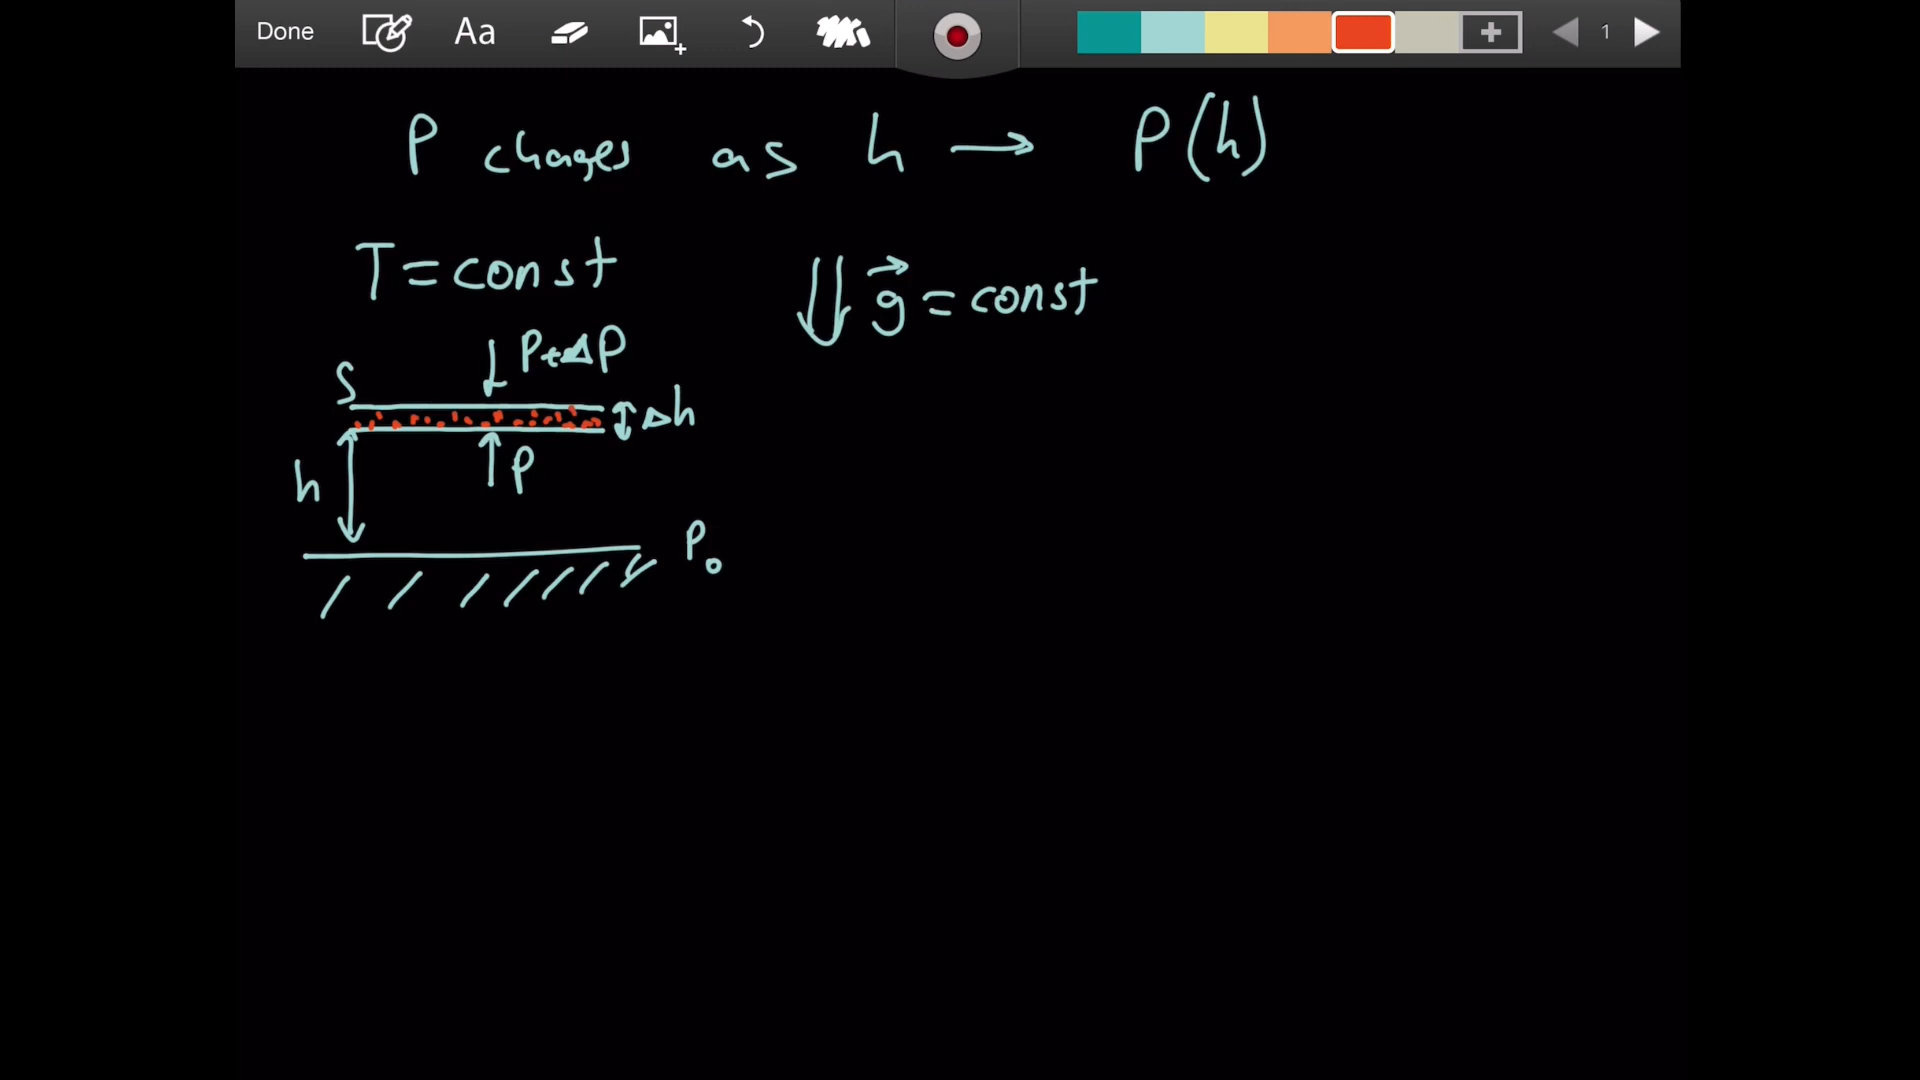 Done Aa 1
P chages as h → P(h)
T = const
⇓ g⃗ = const
P+ΔP
S
Δh
P
h
P₀